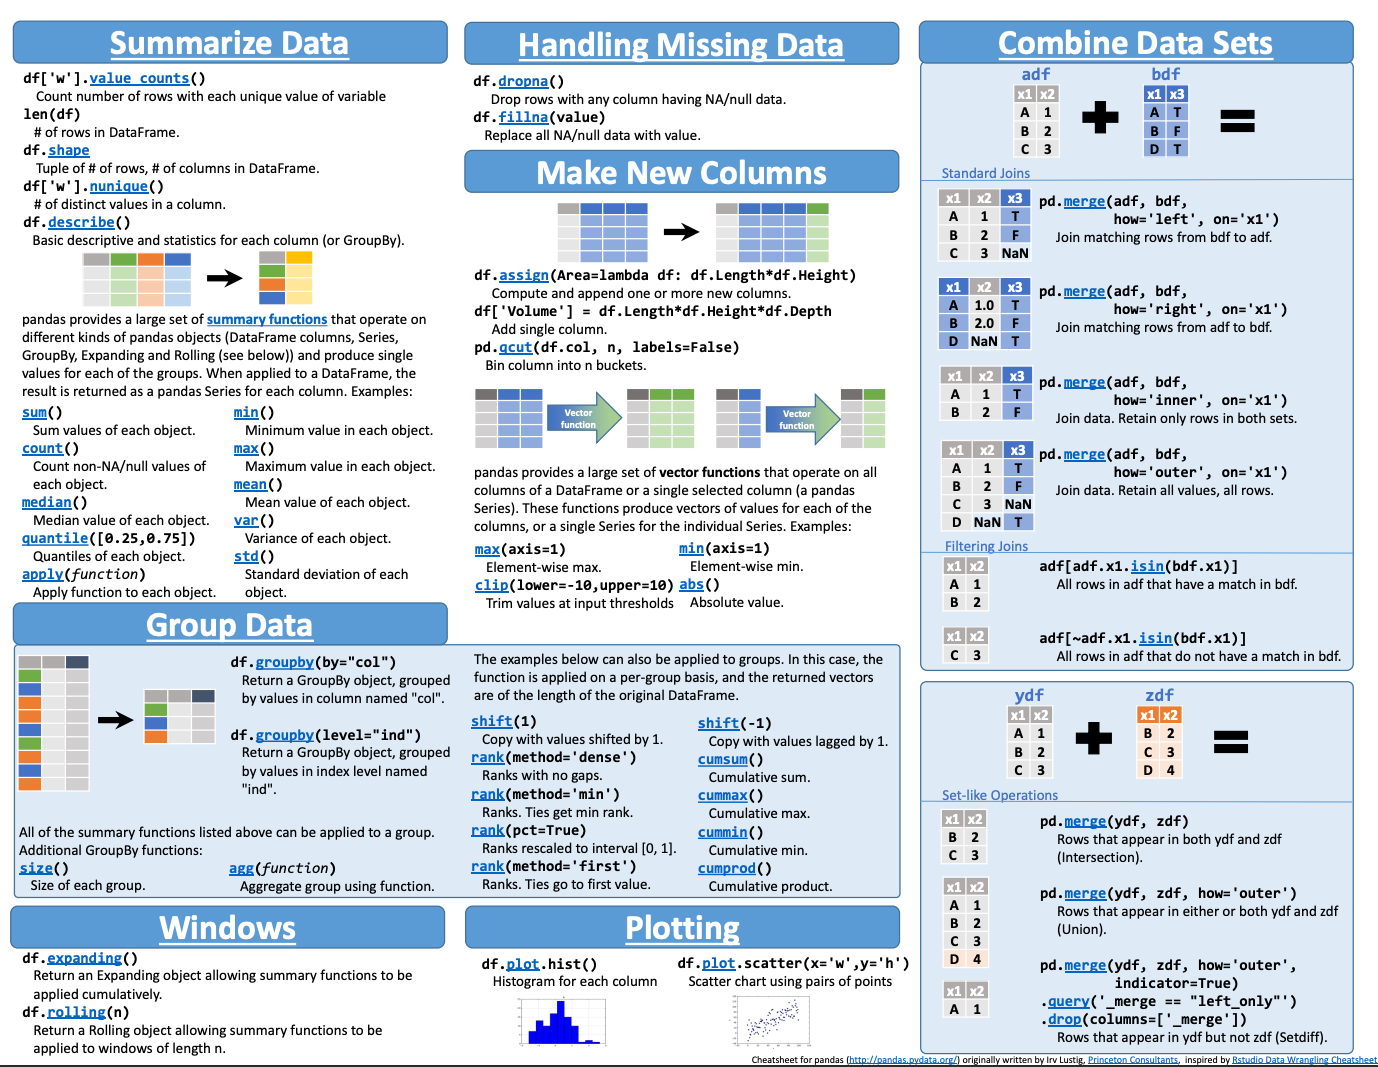 Summarize Data
df['w'].value_counts()
Count number of rows with each unique value of variable
len(df)
# of rows in DataFrame.
df.shape
Tuple of # of rows, # of columns in DataFrame.
df['w'].nunique()
# of distinct values in a column.
df.describe()
Basic descriptive and statistics for each column (or GroupBy).
pandas provides a large set of summary functions that operate on
different kinds of pandas objects (DataFrame columns, Series,
GroupBy, Expanding and Rolling (see below)) and produce single
values for each of the groups. When applied to a DataFrame, the
result is returned as a pandas Series for each column. Examples:
sum()
Sum values of each object.
count()
Count non-NA/null values of
each object.
median()
Median value of each object.
quantile([0.25,0.75])
Quantiles of each object.
apply(function)
Apply function to each object.
min()
Minimum value in each object.
max()
Maximum value in each object.
mean()
Mean value of each object.
var()
Variance of each object.
std()
Standard deviation of each
object.
Group Data
df.groupby(by="col")
Return a GroupBy object, grouped
by values in column named "col".
df.groupby(level="ind")
Return a GroupBy object, grouped
by values in index level named
"ind".
All of the summary functions listed above can be applied to a group.
Additional GroupBy functions:
size()
Size of each group.
agg(function)
Aggregate group using function.
The examples below can also be applied to groups. In this case, the
function is applied on a per-group basis, and the returned vectors
are of the length of the original DataFrame.
shift(1)
Copy with values shifted by 1.
rank(method='dense')
Ranks with no gaps.
rank(method='min')
Ranks. Ties get min rank.
rank(pct=True)
Ranks rescaled to interval [0, 1].
rank(method='first')
Ranks. Ties go to first value.
shift(-1)
Copy with values lagged by 1.
cumsum()
Cumulative sum.
cummax()
Cumulative max.
cummin()
Cumulative min.
cumprod()
Cumulative product.
Windows
df.expanding()
Return an Expanding object allowing summary functions to be
applied cumulatively.
df.rolling(n)
Return a Rolling object allowing summary functions to be
applied to windows of length n.
Handling Missing Data
df.dropna()
Drop rows with any column having NA/null data.
df.fillna(value)
Replace all NA/null data with value.
Make New Columns
df.assign(Area=lambda df: df.Length*df.Height)
Compute and append one or more new columns.
df['Volume'] = df.Length*df.Height*df.Depth
Add single column.
pd.qcut(df.col, n, labels=False)
Bin column into n buckets.
Vector
function
Vector
function
pandas provides a large set of vector functions that operate on all
columns of a DataFrame or a single selected column (a pandas
Series). These functions produce vectors of values for each of the
columns, or a single Series for the individual Series. Examples:
max(axis=1)
Element-wise max.
clip(lower=-10,upper=10)
Trim values at input thresholds
min(axis=1)
Element-wise min.
abs()
Absolute value.
Plotting
df.plot.hist()
Histogram for each column
df.plot.scatter(x='w',y='h')
Scatter chart using pairs of points
Combine Data Sets
adf
x1 x2
A 1
B 2
C 3
bdf
x1 x3
A T
B F
D T
Standard Joins
x1 x2 x3
A 1 T
B 2 F
C 3 NaN
pd.merge(adf, bdf,
how='left', on='x1')
Join matching rows from bdf to adf.
x1 x2 x3
A 1.0 T
B 2.0 F
D NaN T
pd.merge(adf, bdf,
how='right', on='x1')
Join matching rows from adf to bdf.
x1 x2 x3
A 1 T
B 2 F
pd.merge(adf, bdf,
how='inner', on='x1')
Join data. Retain only rows in both sets.
x1 x2 x3
A 1 T
B 2 F
C 3 NaN
D NaN T
pd.merge(adf, bdf,
how='outer', on='x1')
Join data. Retain all values, all rows.
Filtering Joins
x1 x2
A 1
B 2
adf[adf.x1.isin(bdf.x1)]
All rows in adf that have a match in bdf.
x1 x2
C 3
adf[~adf.x1.isin(bdf.x1)]
All rows in adf that do not have a match in bdf.
ydf
x1 x2
A 1
B 2
C 3
zdf
x1 x2
B 2
C 3
D 4
Set-like Operations
x1 x2
B 2
C 3
pd.merge(ydf, zdf)
Rows that appear in both ydf and zdf
(Intersection).
x1 x2
A 1
B 2
C 3
D 4
pd.merge(ydf, zdf, how='outer')
Rows that appear in either or both ydf and zdf
(Union).
x1 x2
A 1
pd.merge(ydf, zdf, how='outer',
indicator=True)
.query('_merge == "left_only"')
.drop(columns=['_merge'])
Rows that appear in ydf but not zdf (Setdiff).
Cheatsheet for pandas (http://pandas.pydata.org/) originally written by Irv Lustig, Princeton Consultants, inspired by Rstudio Data Wrangling Cheatsheet